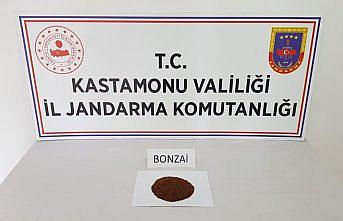 T.C.
KASTAMONU VALİLİĞİ
İL JANDARMA KOMUTANLIĞI
BONZAİ